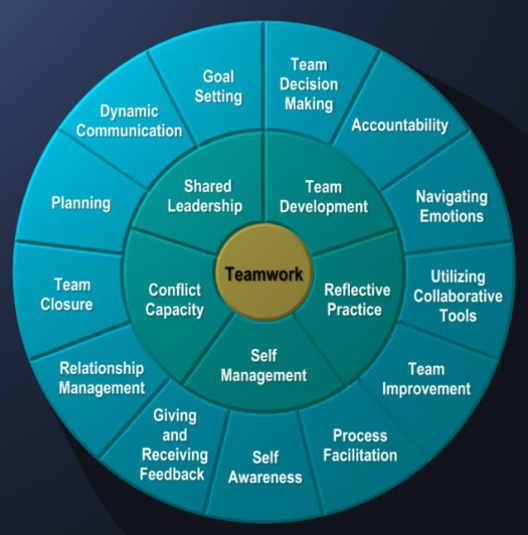 Team
Decision
Making
Accountability
Navigating
Emotions
Utilizing
Collaborative
Tools
Team
Improvement
Process
Facilitation
Self
Awareness
Giving
and
Receiving
Feedback
Relationship
Management
Team
Closure
Planning
Dynamic
Communication
Goal
Setting
Shared
Leadership
Team
Development
Reflective
Practice
Self
Management
Conflict
Capacity
Teamwork